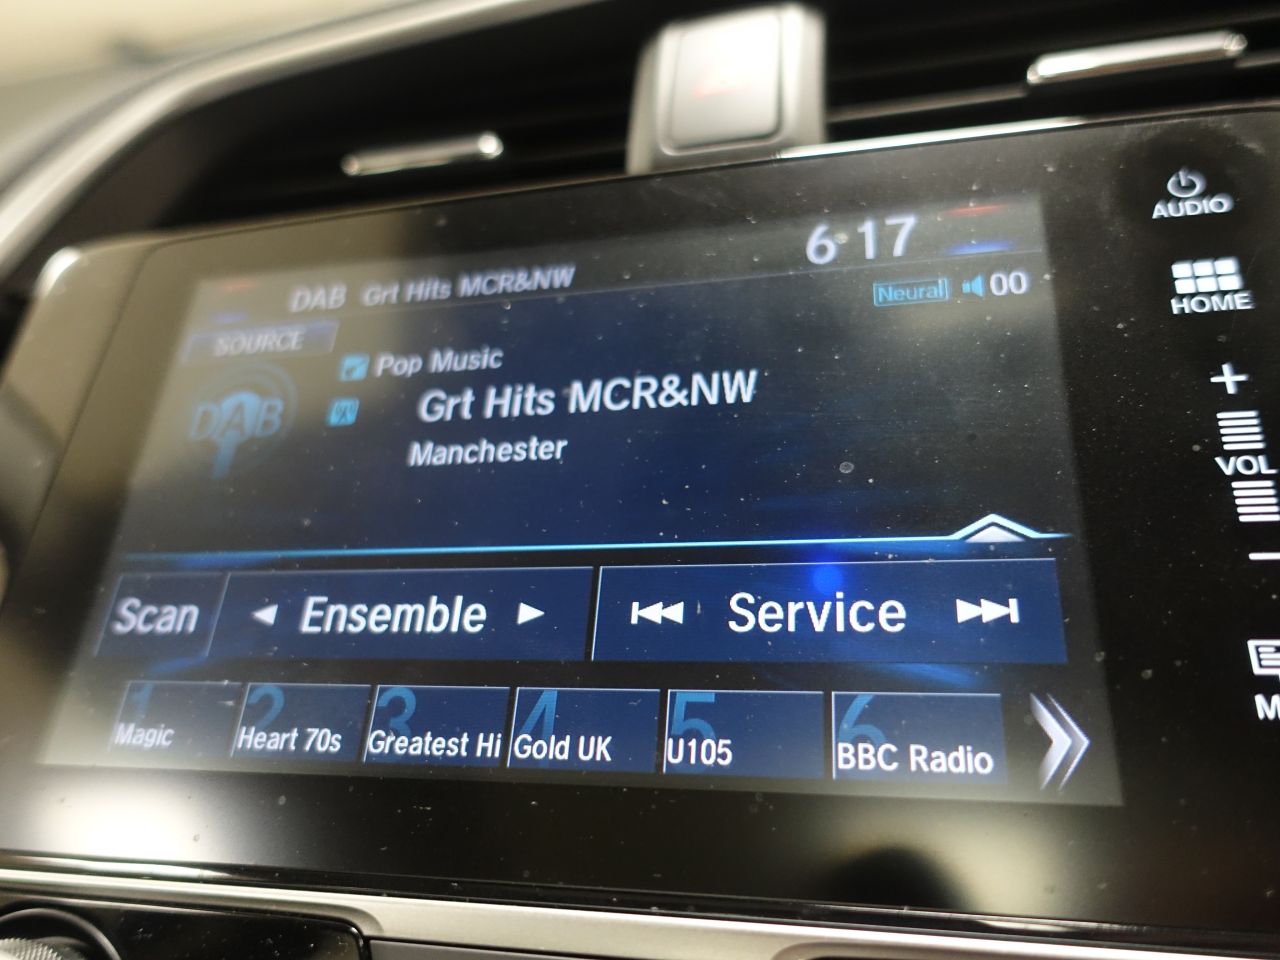 AUDIO
6:17
DAB Grt Hits MCR&NW
Neural 00
HOME
SOURCE
Pop Music
DAB
Grt Hits MCR&NW
Manchester
VOL
Scan
Ensemble
Service
1 Magic
2 Heart 70s
3 Greatest Hi
4 Gold UK
5 U105
6 BBC Radio